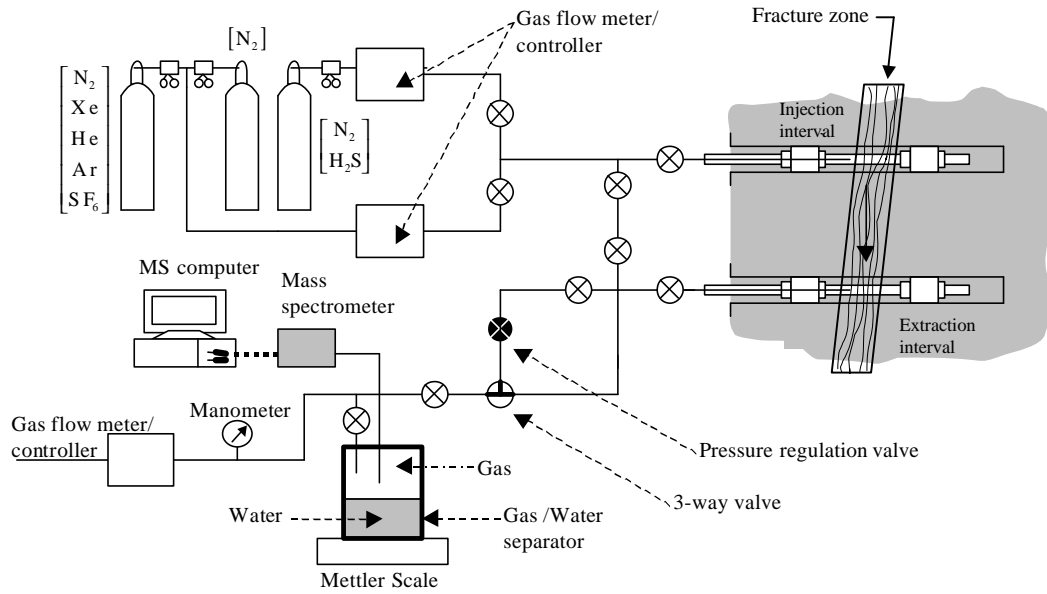 Gas flow meter/
controller
Fracture zone
[N₂]
N₂
Xe
He
Ar
SF₆
N₂
H₂S
Injection
interval
MS computer
Mass
spectrometer
Extraction
interval
Manometer
Gas flow meter/
controller
Gas
Pressure regulation valve
3-way valve
Water
Gas /Water
separator
Mettler Scale